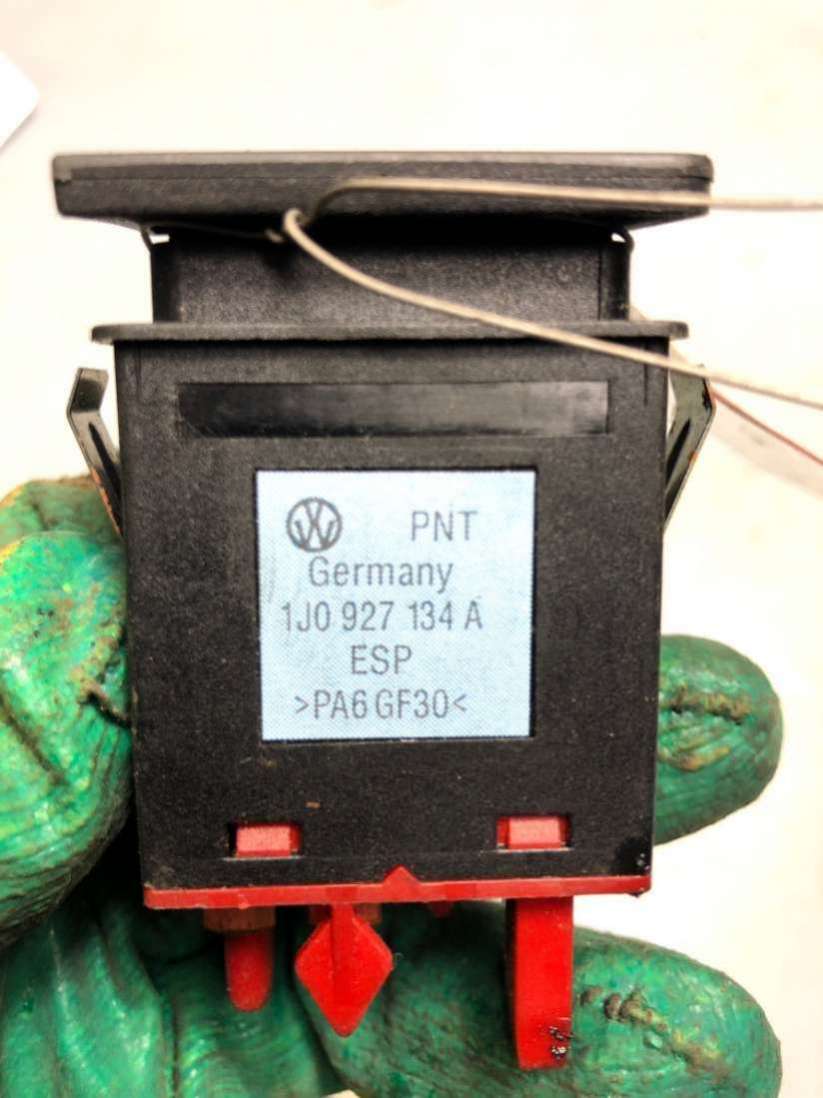 PNT
Germany
1J0 927 134 A
ESP
>PA6 GF30<